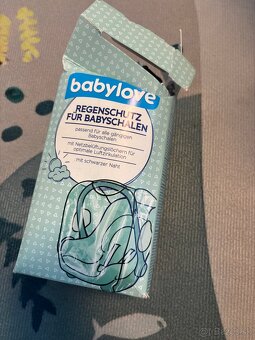 babylove
REGENSCHUTZ
FÜR BABYSCHALEN
passend für alle gängigen
Babyschalen
mit Netzbelüftungslöchern für
optimale Luftzirkulation
mit schwarzer Naht